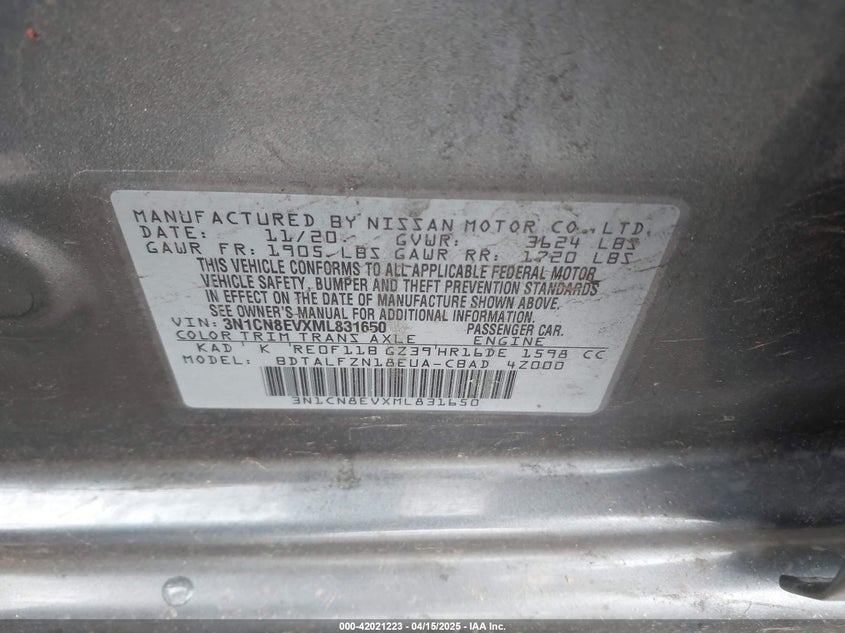 MANUFACTURED BY NISSAN MOTOR CO., LTD.
DATE: 11/20 GVWR: 3624 LBS
GAWR FR: 1905 LBS GAWR RR: 1720 LBS
THIS VEHICLE CONFORMS TO ALL APPLICABLE FEDERAL MOTOR
VEHICLE SAFETY, BUMPER AND THEFT PREVENTION STANDARDS
IN EFFECT ON THE DATE OF MANUFACTURE SHOWN ABOVE.
SEE OWNER'S MANUAL FOR ADDITIONAL INFORMATION.
VIN: 3N1CN8EVXML831650 PASSENGER CAR.
COLOR TRIM TRANS AXLE ENGINE
KAD K RE0F11B GZ39 HR16DE 1598 CC
MODEL: BDTALFZN18EUA-CBAD 4Z000
3N1CN8EVXML831650
000-42021223 - 04/15/2025 - IAA Inc.